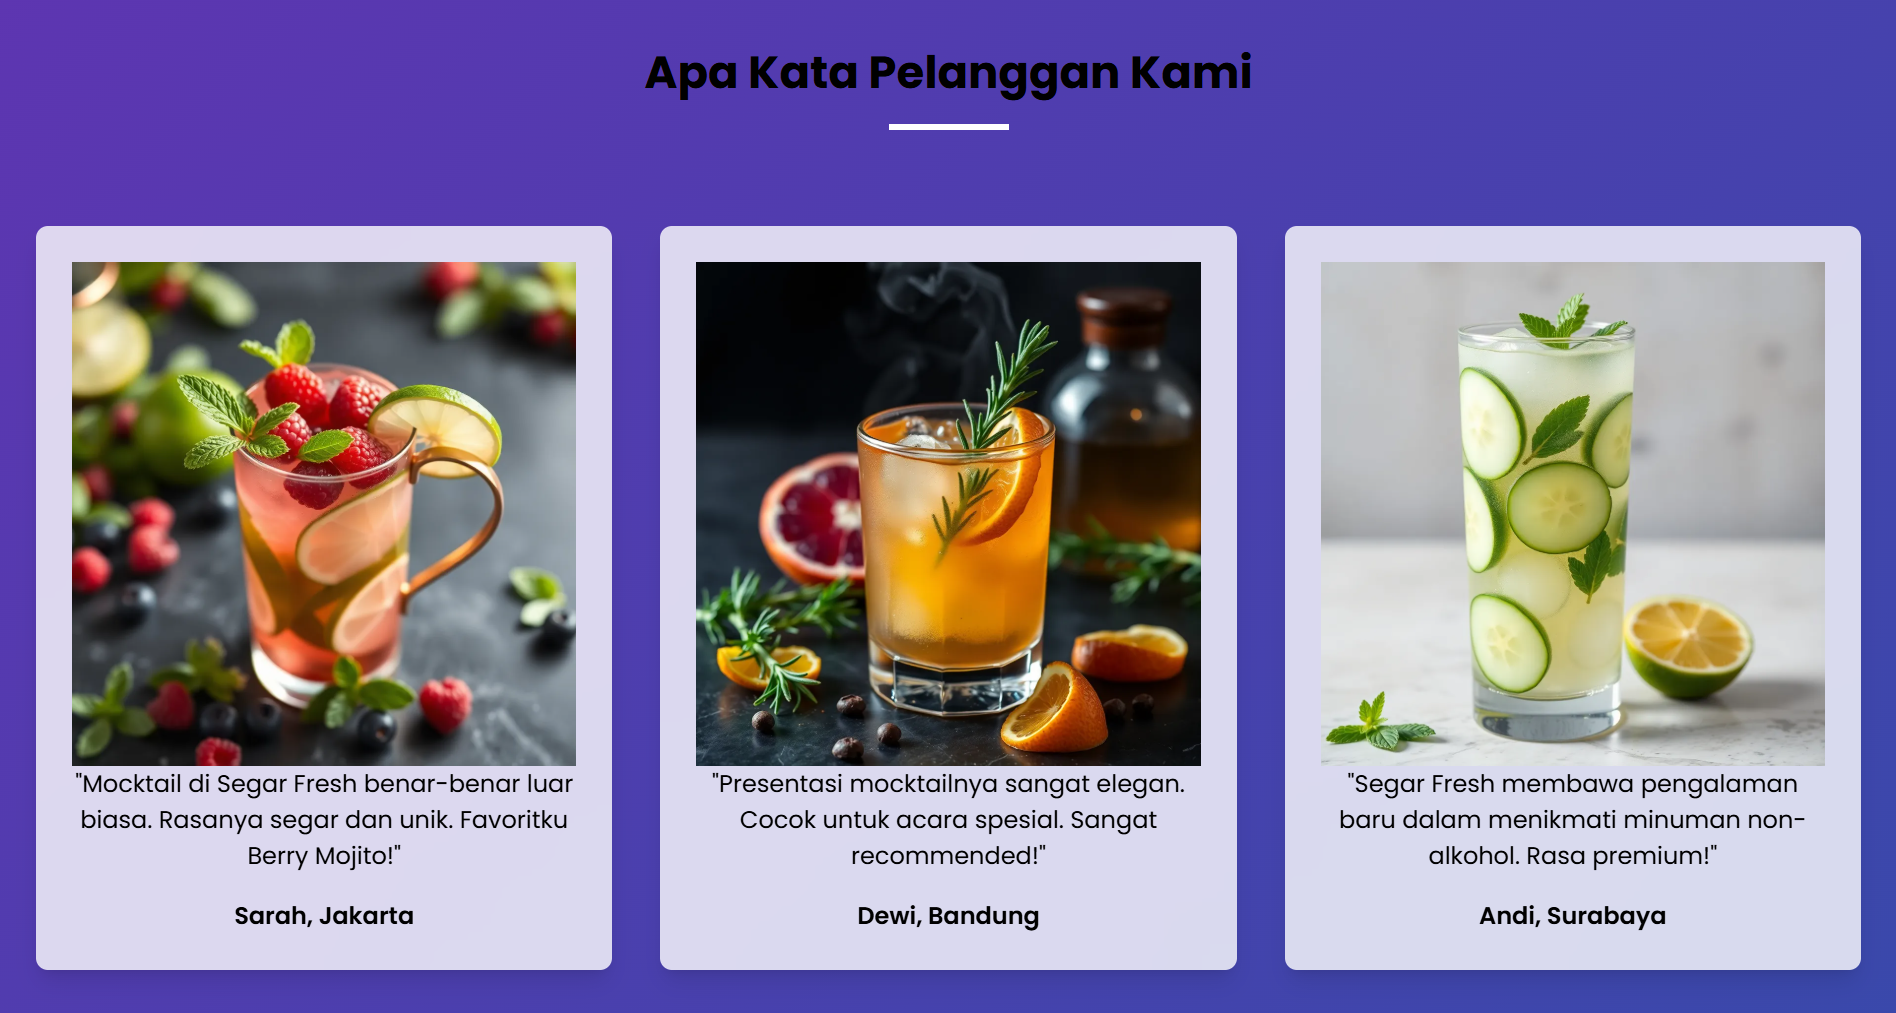 Apa Kata Pelanggan Kami
"Mocktail di Segar Fresh benar-benar luar
biasa. Rasanya segar dan unik. Favoritku
Berry Mojito!"
Sarah, Jakarta
"Presentasi mocktailnya sangat elegan.
Cocok untuk acara spesial. Sangat
recommended!"
Dewi, Bandung
"Segar Fresh membawa pengalaman
baru dalam menikmati minuman non-
alkohol. Rasa premium!"
Andi, Surabaya